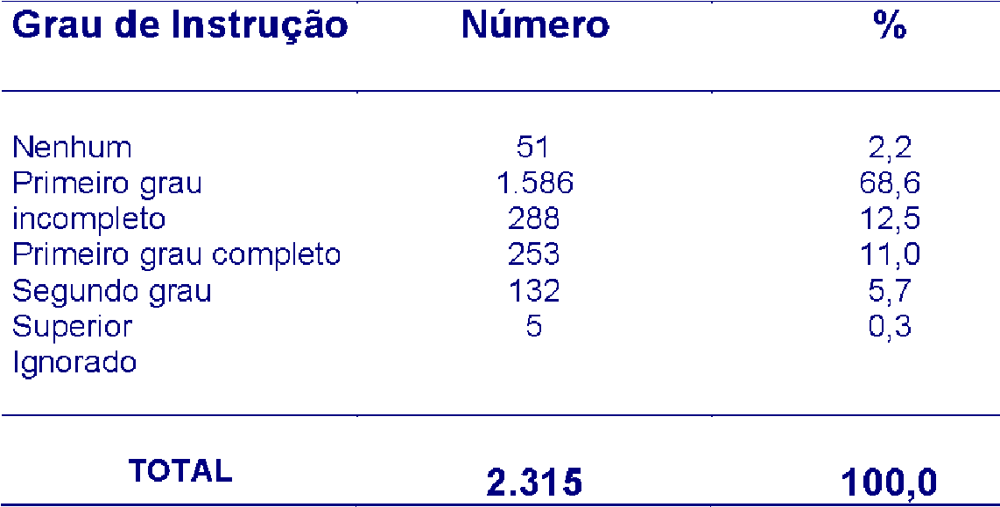 Grau de Instrução Número %
Nenhum 51 2,2
Primeiro grau 1.586 68,6
incompleto 288 12,5
Primeiro grau completo 253 11,0
Segundo grau 132 5,7
Superior 5 0,3
Ignorado
TOTAL 2.315 100,0